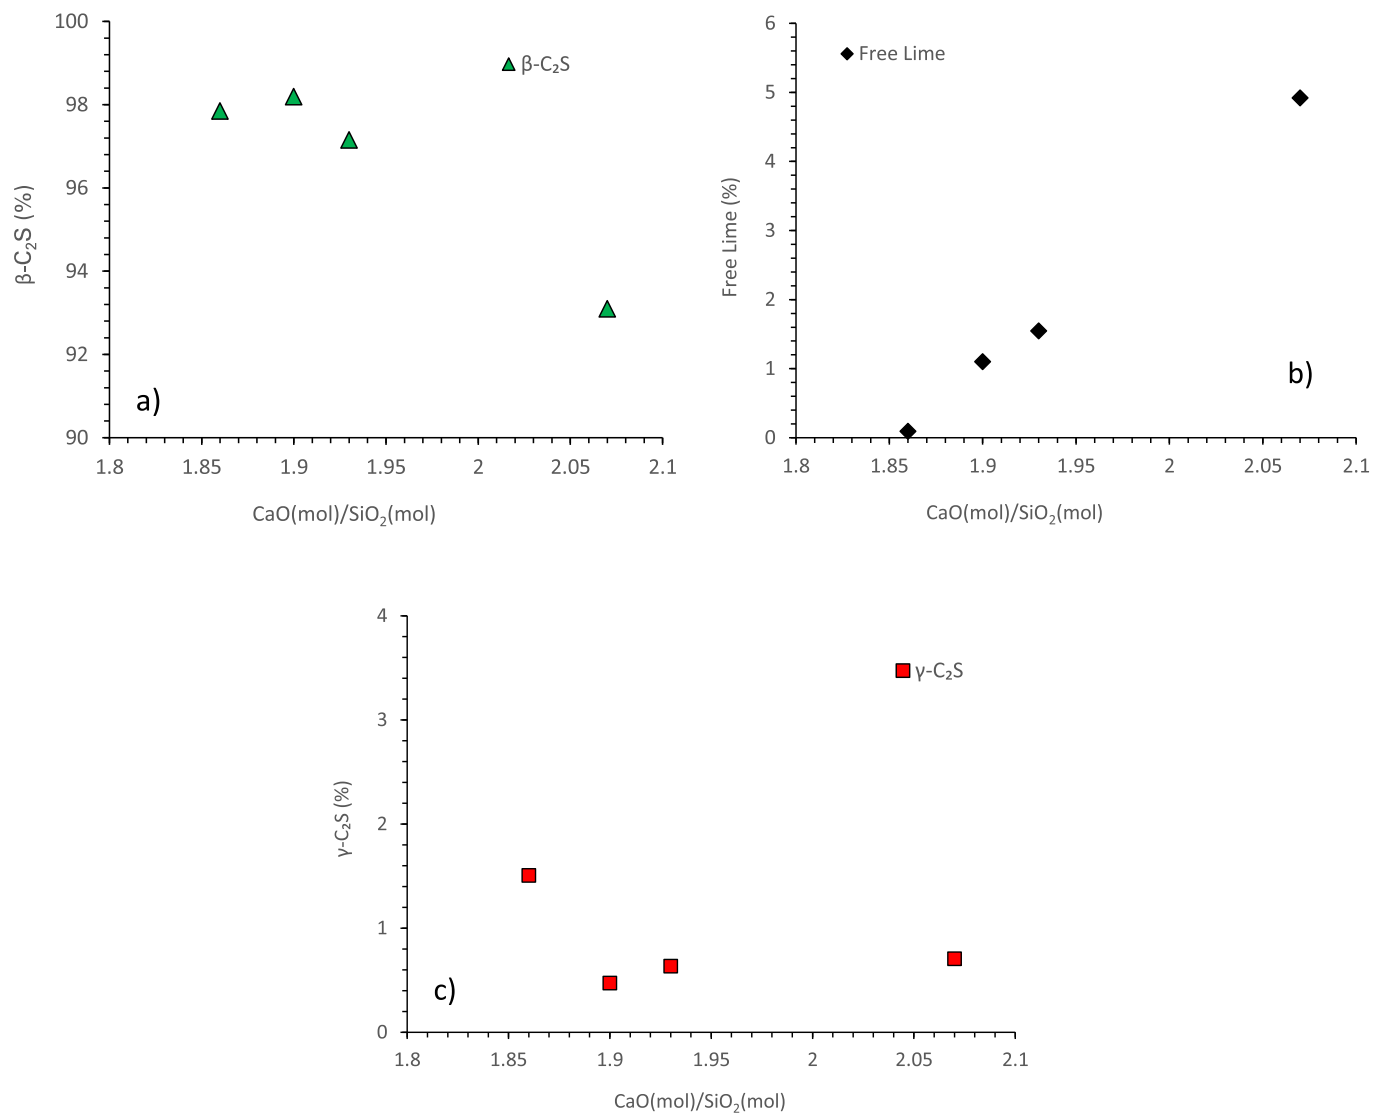 β-C₂S (%)
100
98
96
94
92
90
β-C₂S
a)
1.8 1.85 1.9 1.95 2 2.05 2.1
CaO(mol)/SiO₂(mol)
Free Lime (%)
6
5
4
3
2
1
0
Free Lime
b)
1.8 1.85 1.9 1.95 2 2.05 2.1
CaO(mol)/SiO₂(mol)
γ-C₂S (%)
4
3
2
1
0
γ-C₂S
c)
1.8 1.85 1.9 1.95 2 2.05 2.1
CaO(mol)/SiO₂(mol)